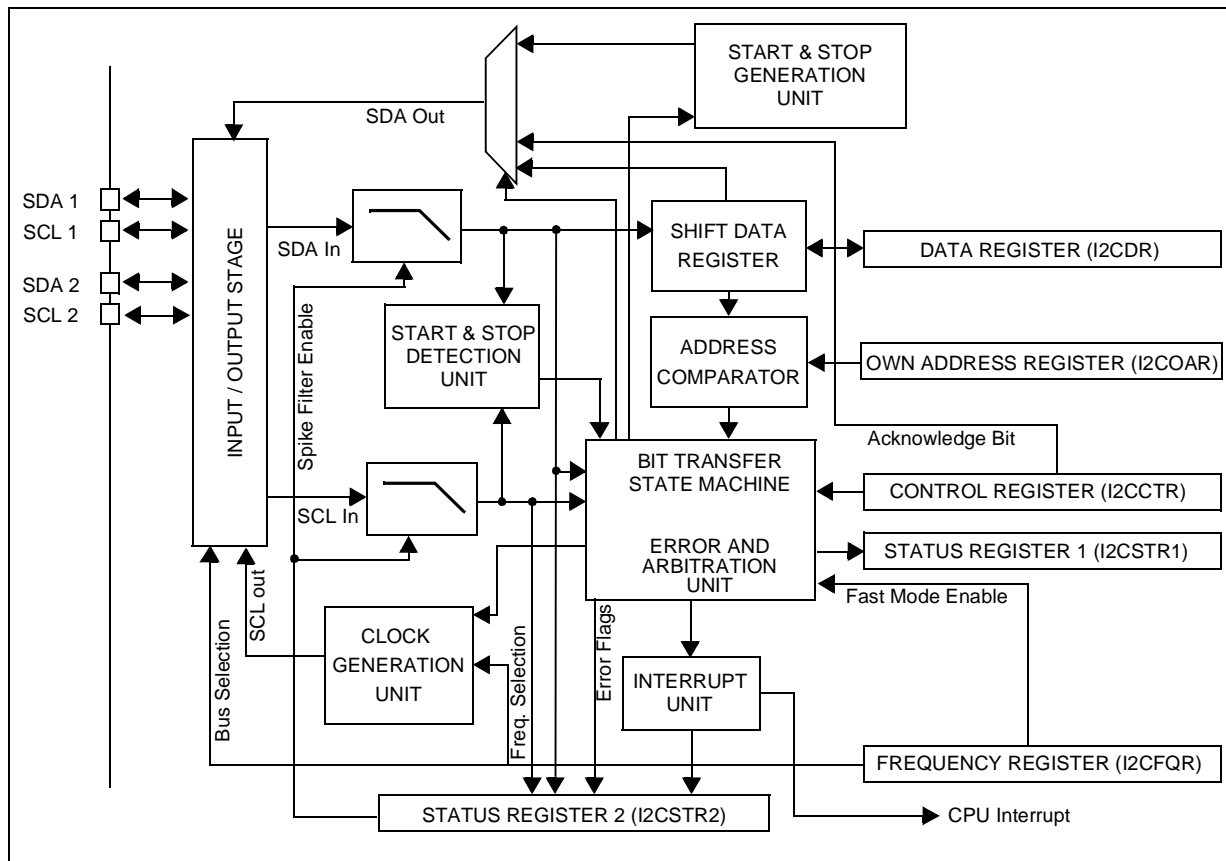 START & STOP
GENERATION
UNIT
SDA Out
SDA 1
SCL 1
SDA 2
SCL 2
INPUT / OUTPUT STAGE
SDA In
SHIFT DATA
REGISTER
DATA REGISTER (I2CDR)
Spike Filter Enable
START & STOP
DETECTION
UNIT
ADDRESS
COMPARATOR
OWN ADDRESS REGISTER (I2COAR)
Acknowledge Bit
SCL In
BIT TRANSFER
STATE MACHINE
CONTROL REGISTER (I2CCTR)
ERROR AND
ARBITRATION
UNIT
STATUS REGISTER 1 (I2CSTR1)
Fast Mode Enable
SCL out
Bus Selection
CLOCK
GENERATION
UNIT
Freq. Selection
Error Flags
INTERRUPT
UNIT
FREQUENCY REGISTER (I2CFQR)
STATUS REGISTER 2 (I2CSTR2)
CPU Interrupt